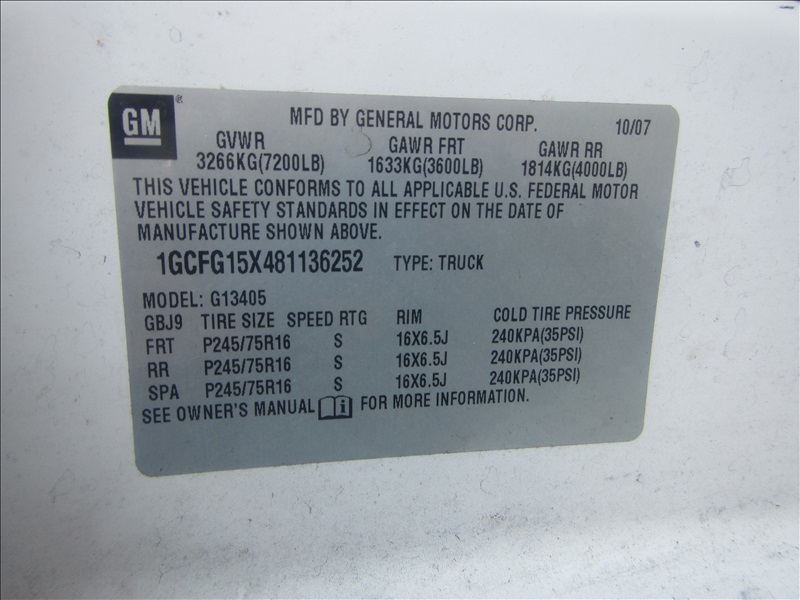 GM ®
MFD BY GENERAL MOTORS CORP. 10/07
GVWR GAWR FRT GAWR RR
3266KG(7200LB) 1633KG(3600LB) 1814KG(4000LB)
THIS VEHICLE CONFORMS TO ALL APPLICABLE U.S. FEDERAL MOTOR
VEHICLE SAFETY STANDARDS IN EFFECT ON THE DATE OF
MANUFACTURE SHOWN ABOVE.
1GCFG15X481136252 TYPE: TRUCK
MODEL: G13405
GBJ9 TIRE SIZE SPEED RTG RIM COLD TIRE PRESSURE
FRT P245/75R16 S 16X6.5J 240KPA(35PSI)
RR P245/75R16 S 16X6.5J 240KPA(35PSI)
SPA P245/75R16 S 16X6.5J 240KPA(35PSI)
SEE OWNER'S MANUAL i FOR MORE INFORMATION.